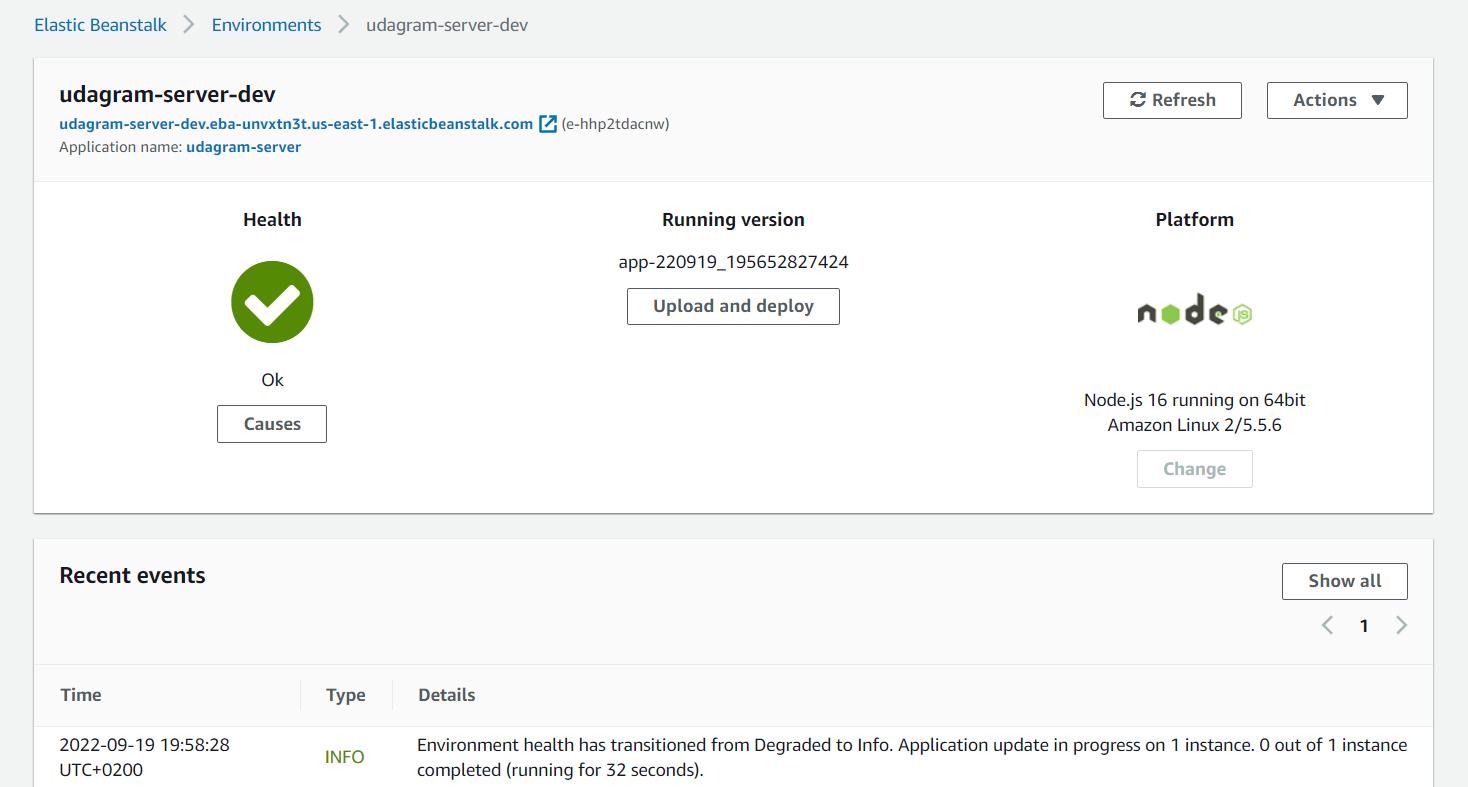 Elastic Beanstalk > Environments > udagram-server-dev
udagram-server-dev
Refresh
Actions
udagram-server-dev.eba-unvxtn3t.us-east-1.elasticbeanstalk.com (e-hhp2tdacnw)
Application name: udagram-server
Health
Ok
Causes
Running version
app-220919_195652827424
Upload and deploy
Platform
node JS
Node.js 16 running on 64bit
Amazon Linux 2/5.5.6
Change
Recent events
Show all
1
Time Type Details
2022-09-19 19:58:28
UTC+0200
INFO
Environment health has transitioned from Degraded to Info. Application update in progress on 1 instance. 0 out of 1 instance
completed (running for 32 seconds).